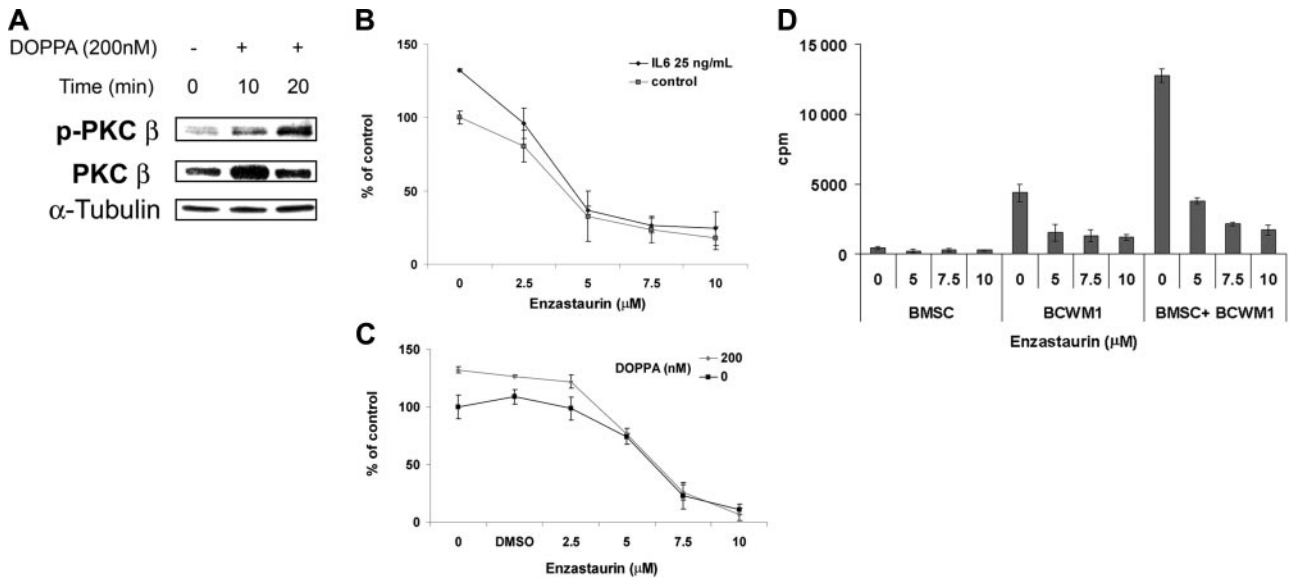 A
DOPPA (200nM) - + +
Time (min) 0 10 20
p-PKC β
PKC β
α-Tubulin
B
150
100
50
0
% of control
IL6 25 ng/mL
control
0 2.5 5 7.5 10
Enzastaurin (μM)
C
150
100
50
0
% of control
DOPPA (nM) 200
0
0 DMSO 2.5 5 7.5 10
Enzastaurin (μM)
D
15 000
10 000
5000
0
cpm
0 5 7.5 10 0 5 7.5 10 0 5 7.5 10
BMSC BCWM1 BMSC+ BCWM1
Enzastaurin (μM)